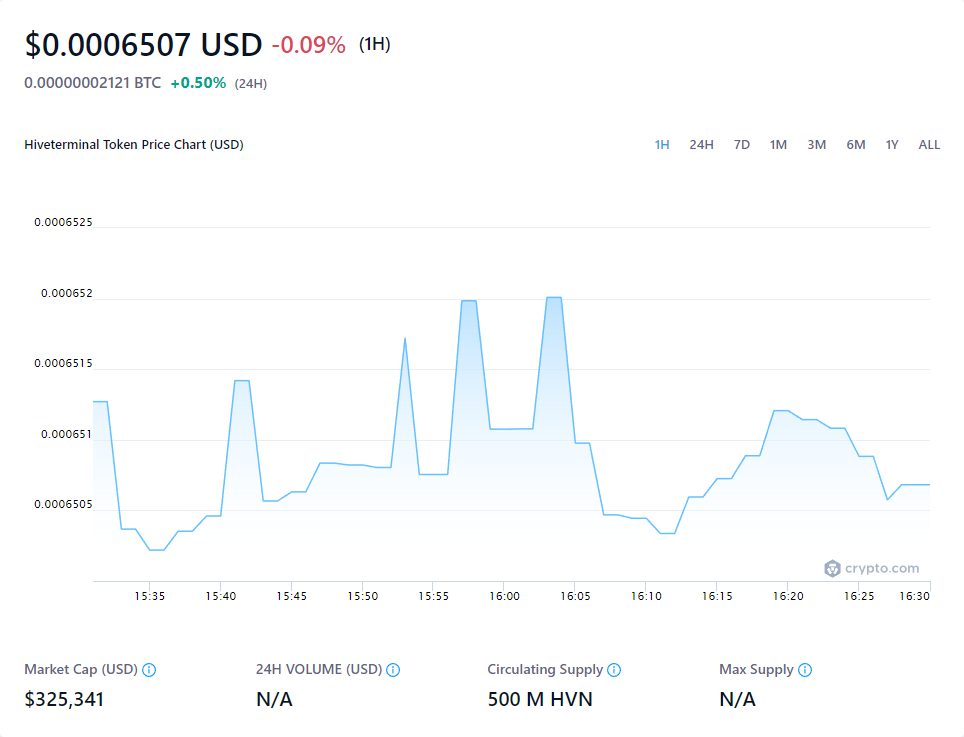 $0.0006507 USD -0.09% (1H)
0.00000002121 BTC +0.50% (24H)
Hiveterminal Token Price Chart (USD) 1H 24H 7D 1M 3M 6M 1Y ALL
0.0006525
0.000652
0.0006515
0.000651
0.0006505
crypto.com
15:35 15:40 15:45 15:50 15:55 16:00 16:05 16:10 16:15 16:20 16:25 16:30
Market Cap (USD) 24H VOLUME (USD) Circulating Supply Max Supply
$325,341 N/A 500 M HVN N/A